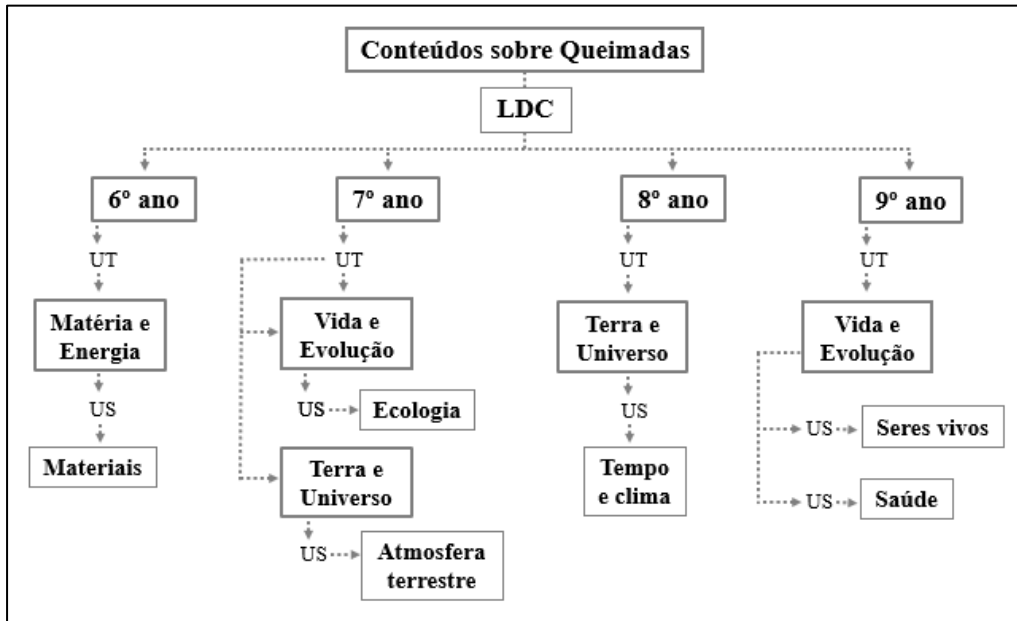 Conteúdos sobre Queimadas
LDC
6º ano
7º ano
8º ano
9º ano
UT
UT
UT
UT
Matéria e
Energia
Vida e
Evolução
Terra e
Universo
Vida e
Evolução
US
US
Ecologia
US
US
Seres vivos
Materiais
Terra e
Universo
Tempo
e clima
US
Saúde
US
Atmosfera
terrestre